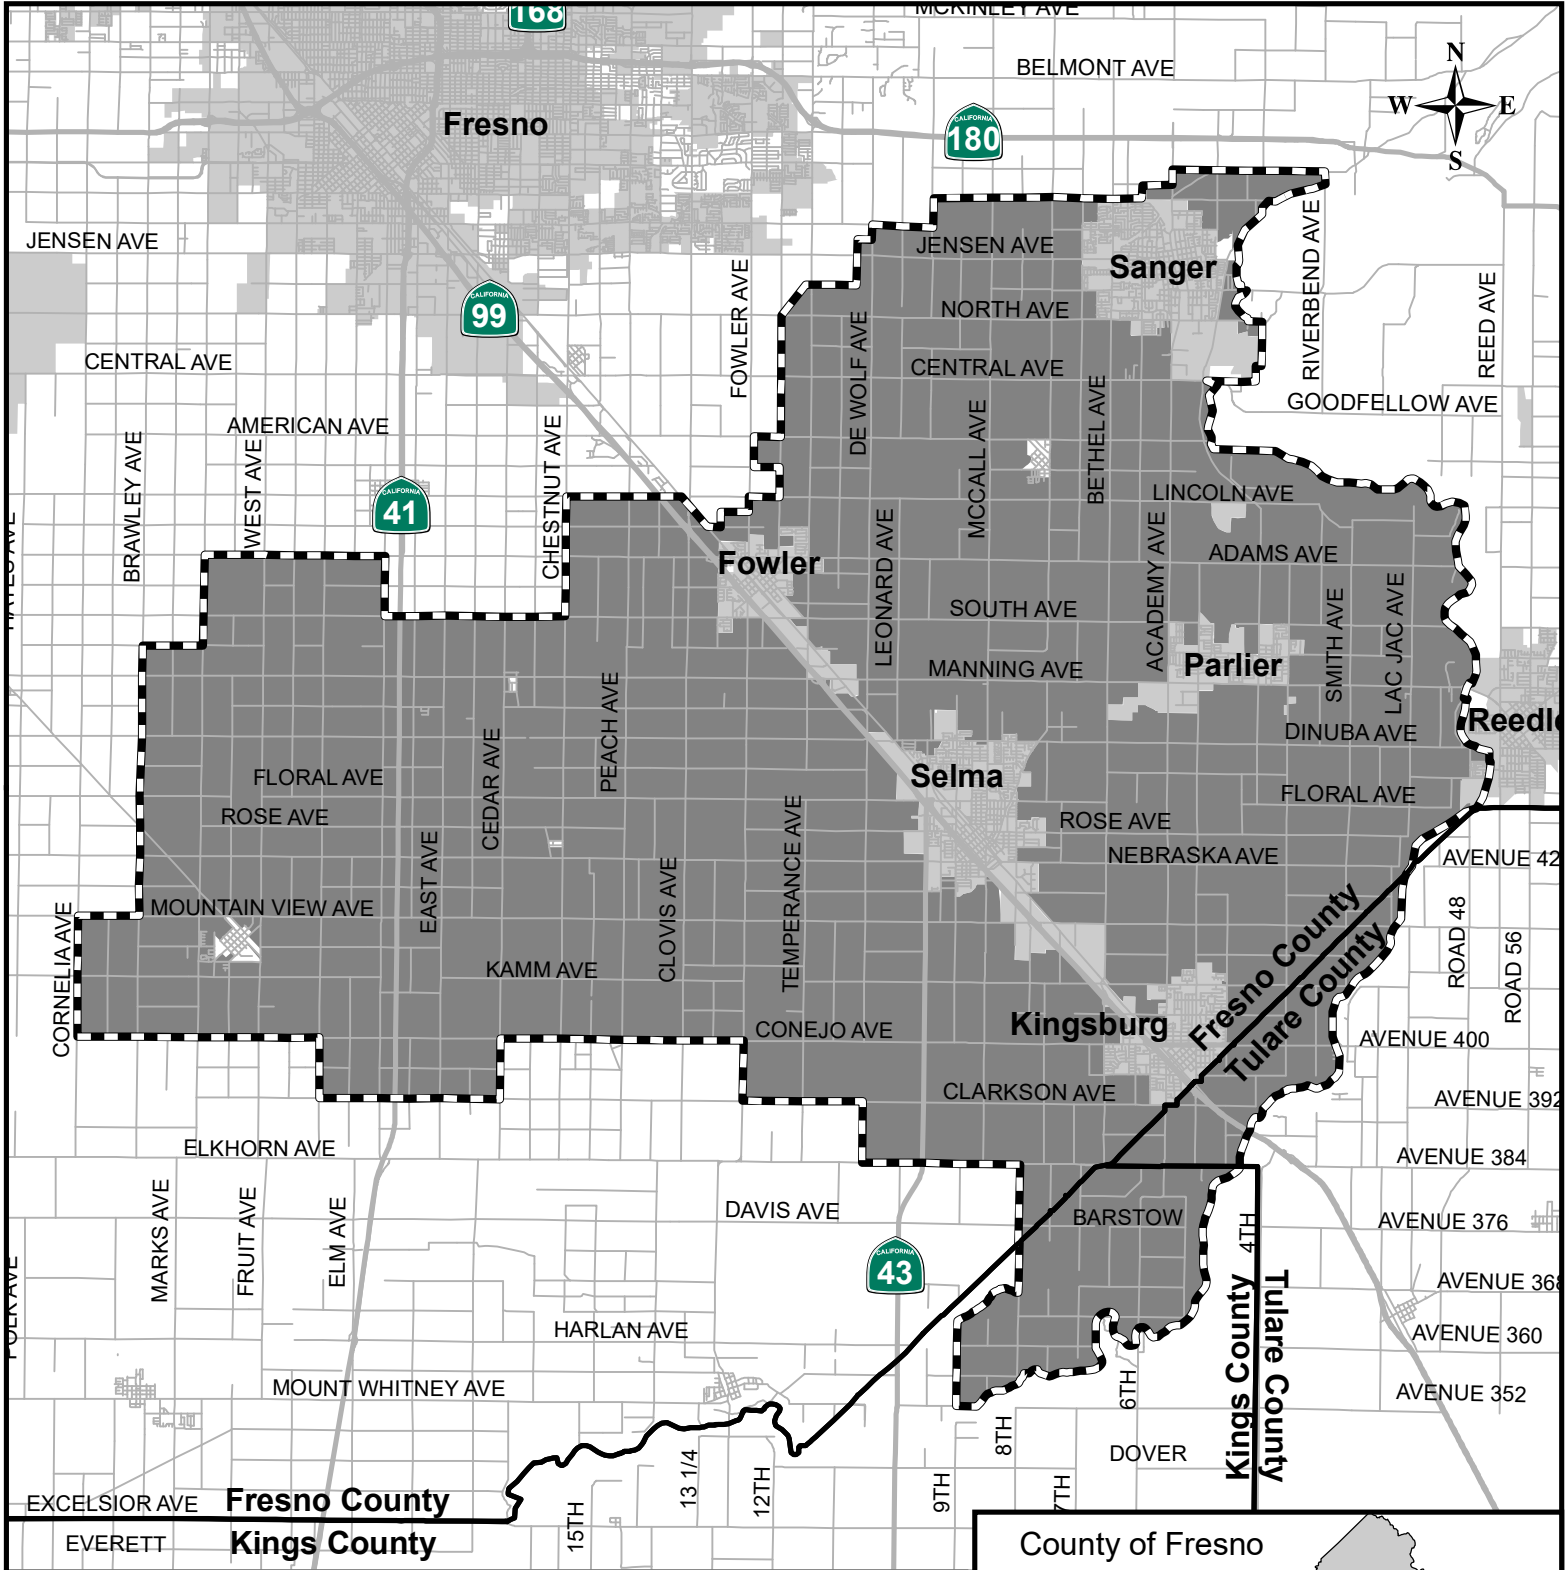 168
MCKINLEY AVE
BELMONT AVE
N
W
E
S
Fresno
CALIFORNIA
180
JENSEN AVE
JENSEN AVE
Sanger
RIVERBEND AVE
FOWLER AVE
REED AVE
CALIFORNIA
99
NORTH AVE
DE WOLF AVE
CENTRAL AVE
CENTRAL AVE
GOODFELLOW AVE
AMERICAN AVE
BRAWLEY AVE
WEST AVE
CHESTNUT AVE
MCCALL AVE
BETHEL AVE
CALIFORNIA
41
LINCOLN AVE
Fowler
LEONARD AVE
ACADEMY AVE
ADAMS AVE
SOUTH AVE
SMITH AVE
LAC JAC AVE
MANNING AVE
Parlier
PEACH AVE
DINUBA AVE
CEDAR AVE
FLORAL AVE
Selma
FLORAL AVE
ROSE AVE
ROSE AVE
EAST AVE
TEMPERANCE AVE
NEBRASKA AVE
AVENUE 42
CLOVIS AVE
MOUNTAIN VIEW AVE
CORNELIA AVE
ROAD 48
ROAD 56
KAMM AVE
Fresno County
Tulare County
CONEJO AVE
Kingsburg
AVENUE 400
CLARKSON AVE
AVENUE 392
ELKHORN AVE
AVENUE 384
MARKS AVE
FRUIT AVE
ELM AVE
DAVIS AVE
BARSTOW
4TH
AVENUE 376
CALIFORNIA
43
AVENUE 368
HARLAN AVE
AVENUE 360
Kings County
Tulare County
MOUNT WHITNEY AVE
6TH
AVENUE 352
8TH
DOVER
13 1/4
12TH
9TH
7TH
15TH
EXCELSIOR AVE
Fresno County
EVERETT
Kings County
County of Fresno